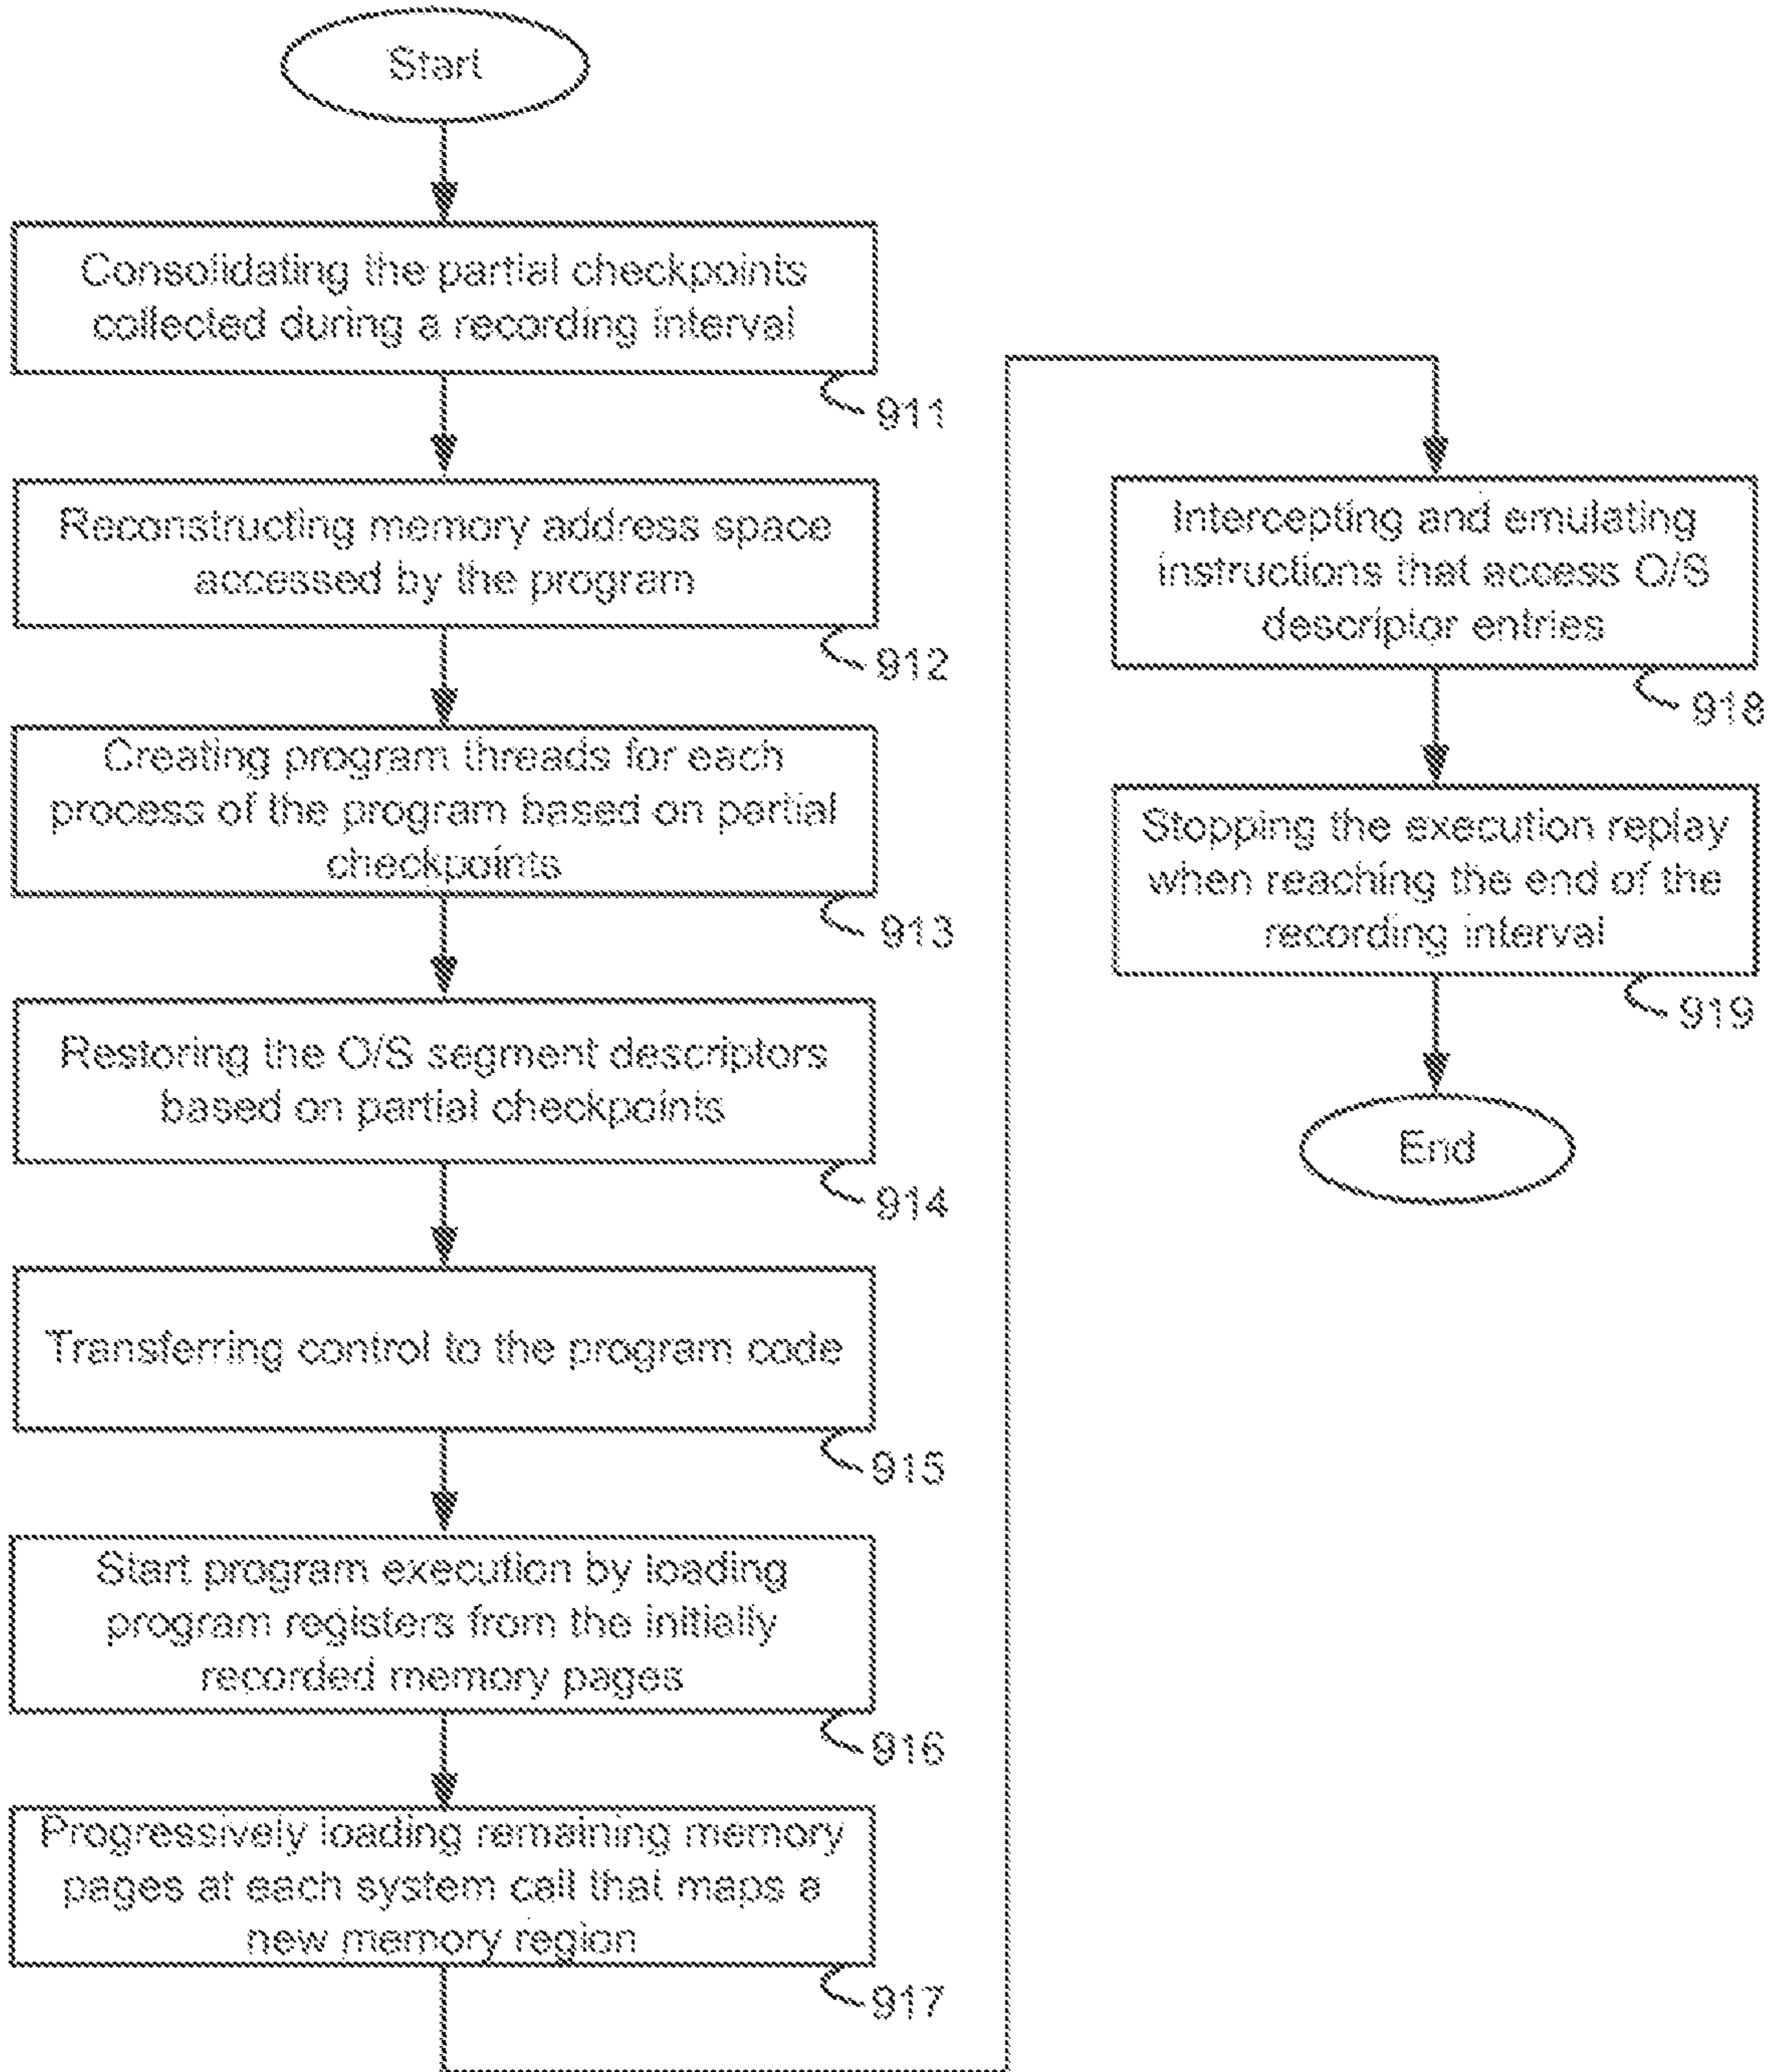 Start
Consolidating the partial checkpoints
collected during a recording interval
911
Reconstructing memory address space
accessed by the program
912
Creating program threads for each
process of the program based on partial
checkpoints
913
Restoring the O/S segment descriptors
based on partial checkpoints
914
Transferring control to the program code
915
Start program execution by loading
program registers from the initially
recorded memory pages
916
Progressively loading remaining memory
pages at each system call that maps a
new memory region
917
Intercepting and emulating
instructions that access O/S
descriptor entries
918
Stopping the execution replay
when reaching the end of the
recording interval
919
End